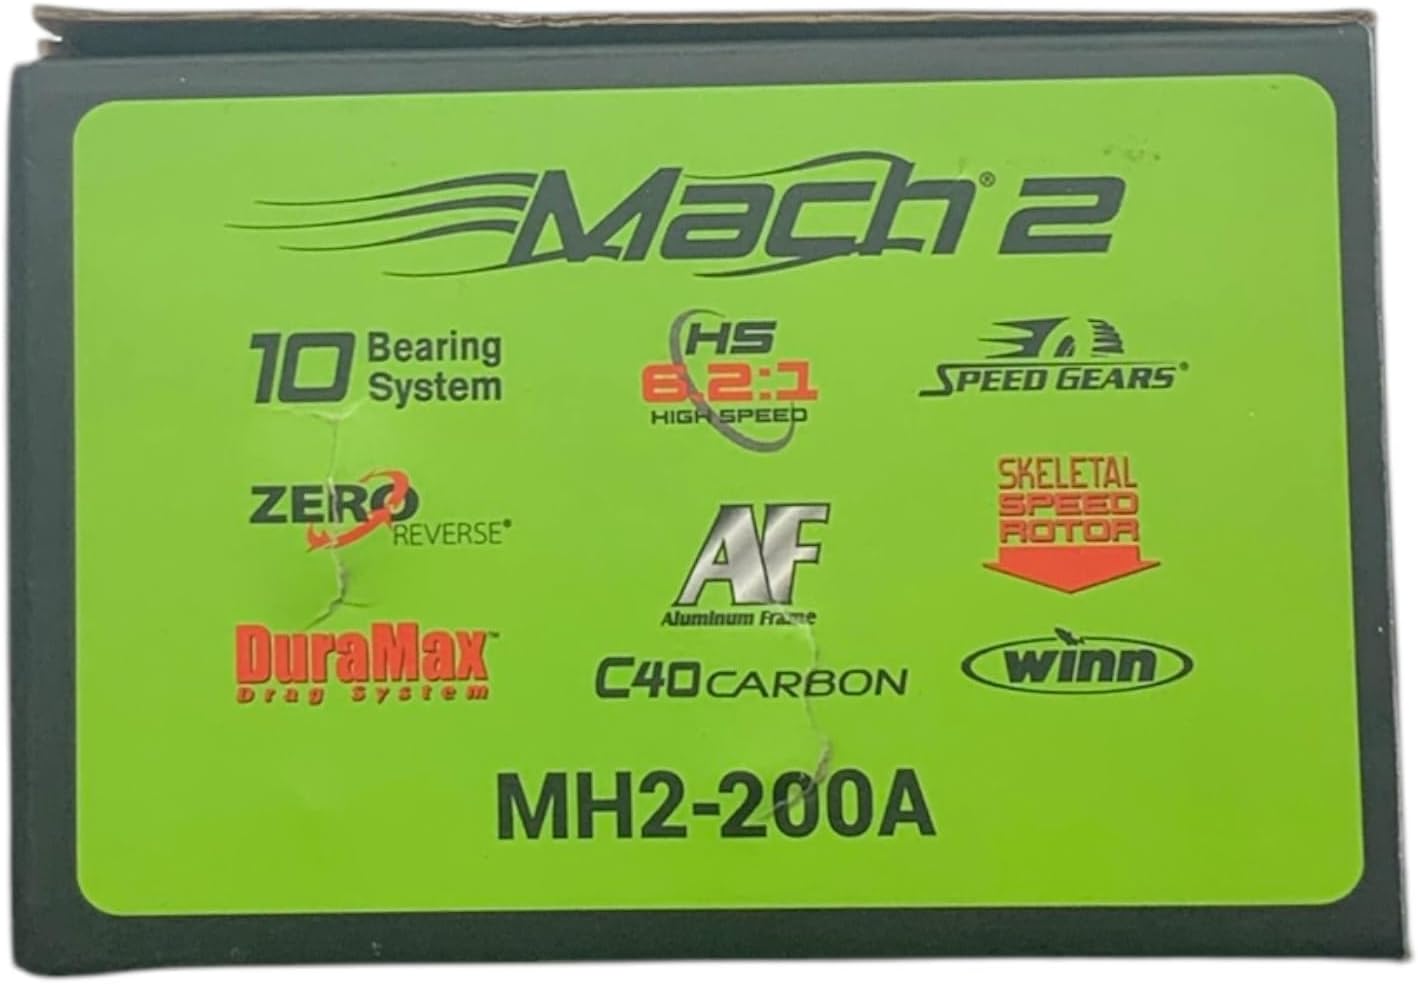 Mach® 2
10 Bearing
System
HS
6.2:1
HIGH SPEED
SPEED GEARS®
ZERO
REVERSE®
AF
Aluminum Frame
SKELETAL
SPEED
ROTOR
DuraMax™
Drag System
C40 CARBON
winn
MH2-200A